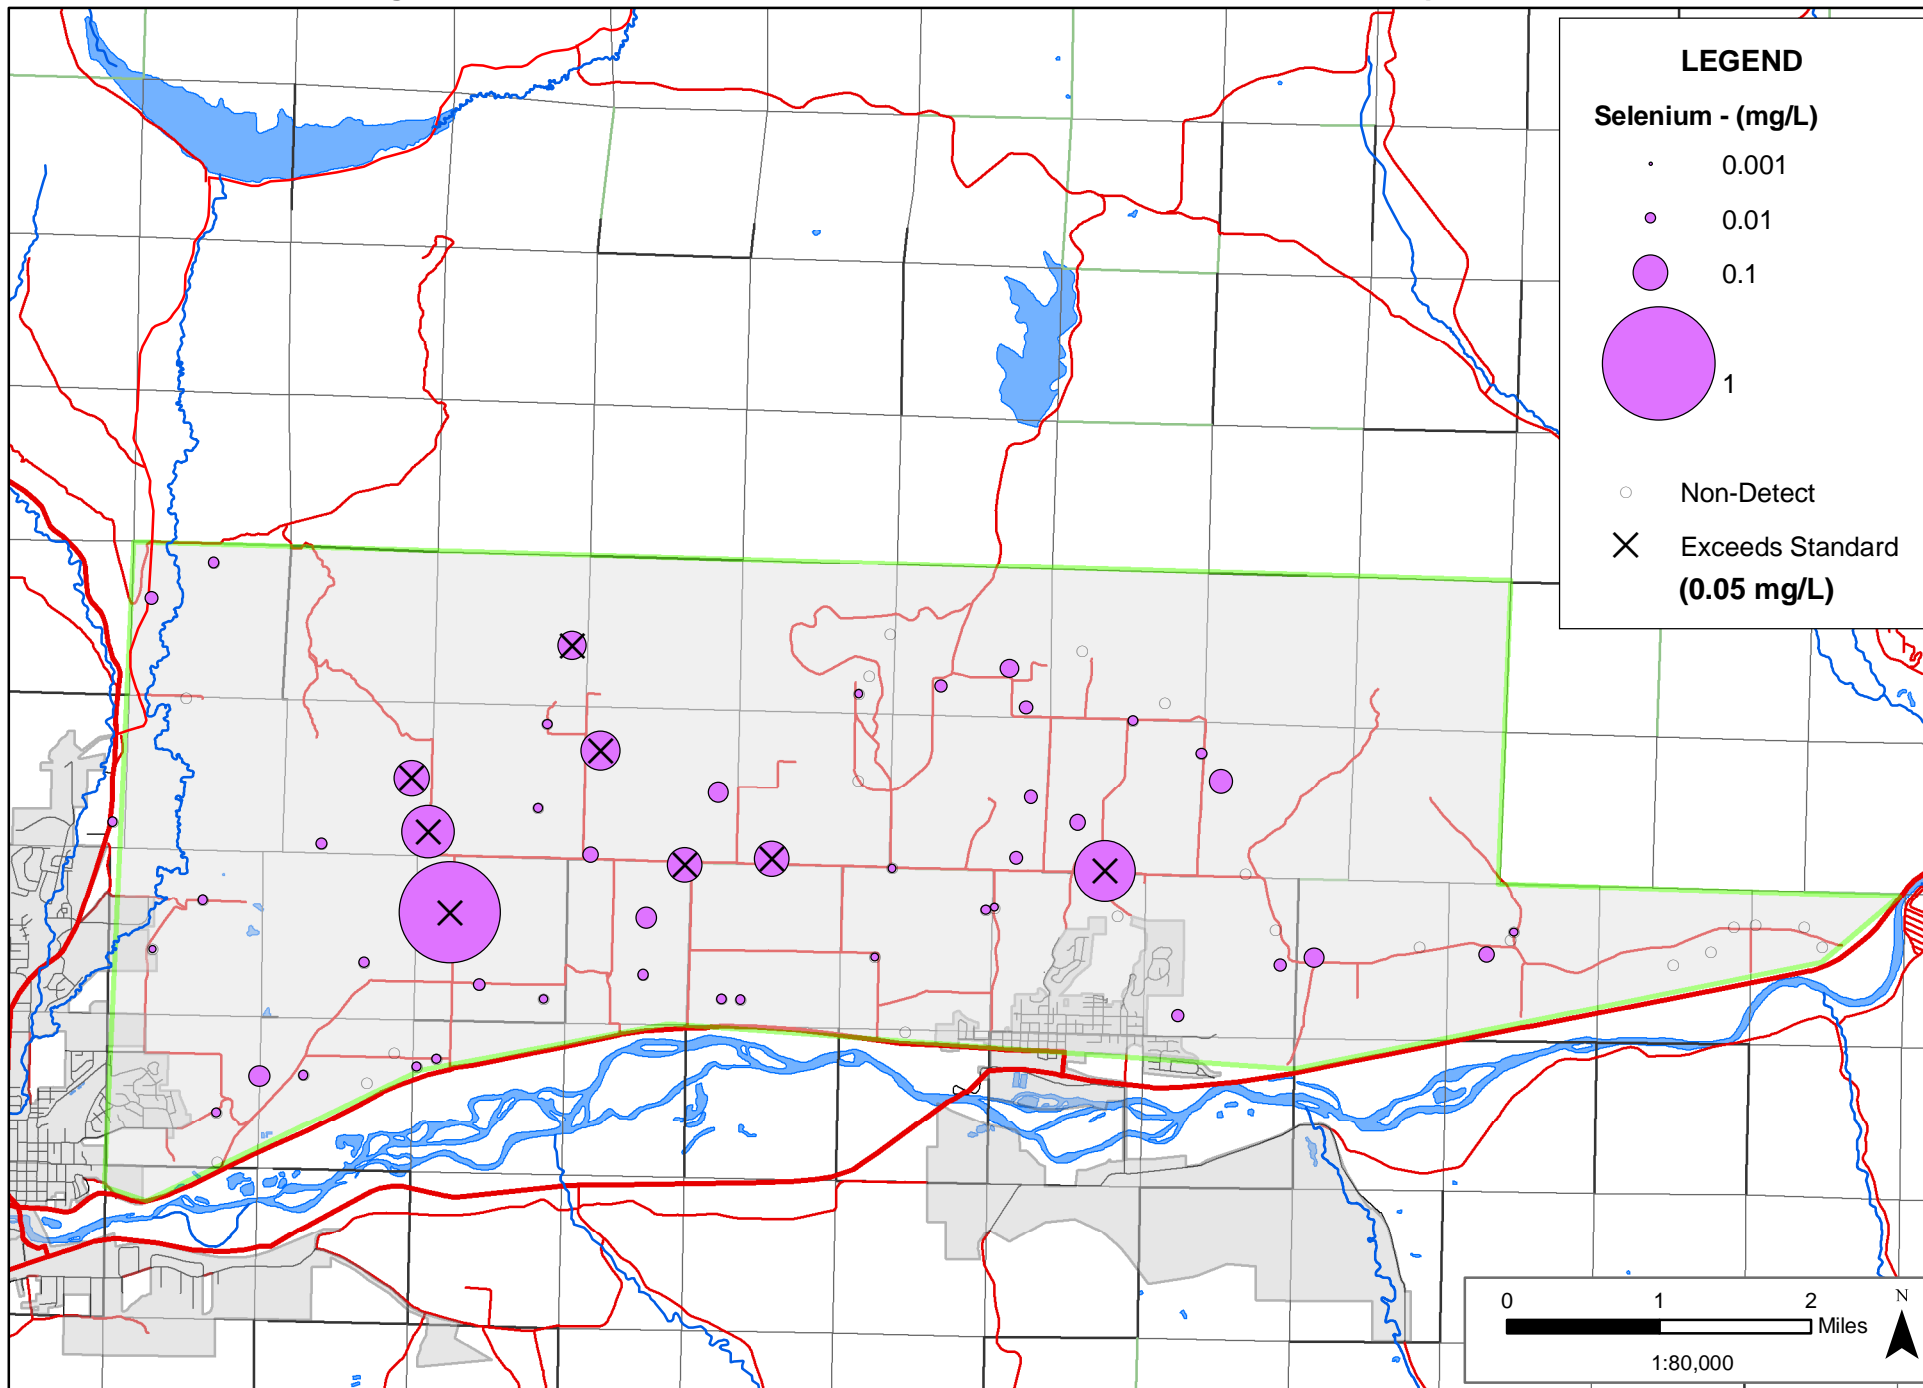 LEGEND
Selenium - (mg/L)
0.001
0.01
0.1
1
Non-Detect
Exceeds Standard
(0.05 mg/L)
0 1 2
Miles
N
1:80,000